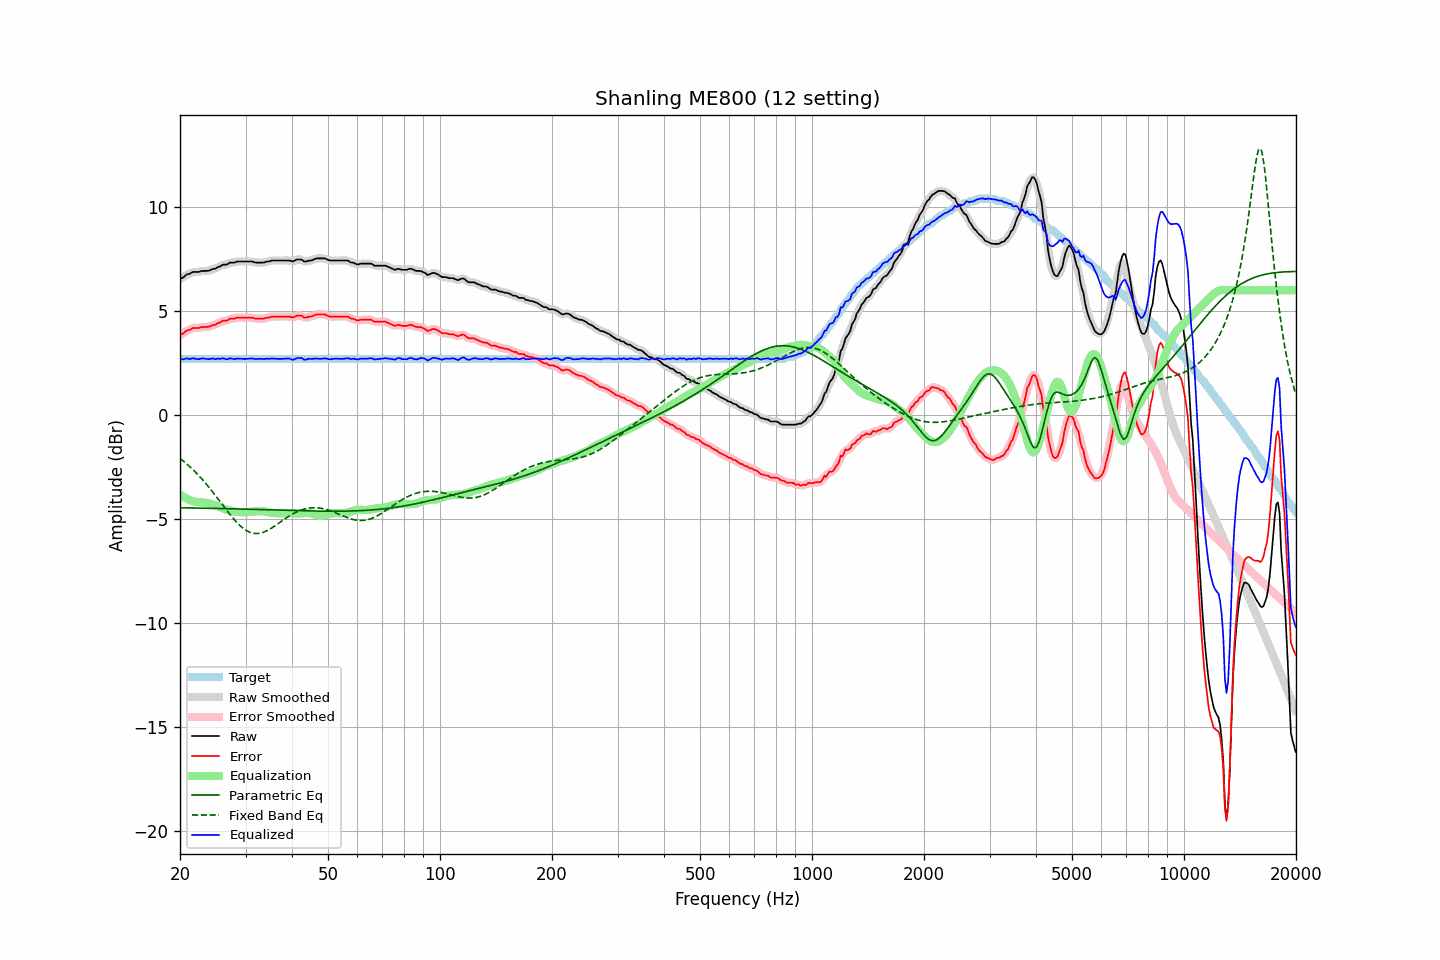 Shanling ME800 (12 setting)
Amplitude (dBr)
10
5
0
−5
−10
−15
−20
Target
Raw Smoothed
Error Smoothed
Raw
Error
Equalization
Parametric Eq
Fixed Band Eq
Equalized
20 50 100 200 500 1000 2000 5000 10000 20000
Frequency (Hz)